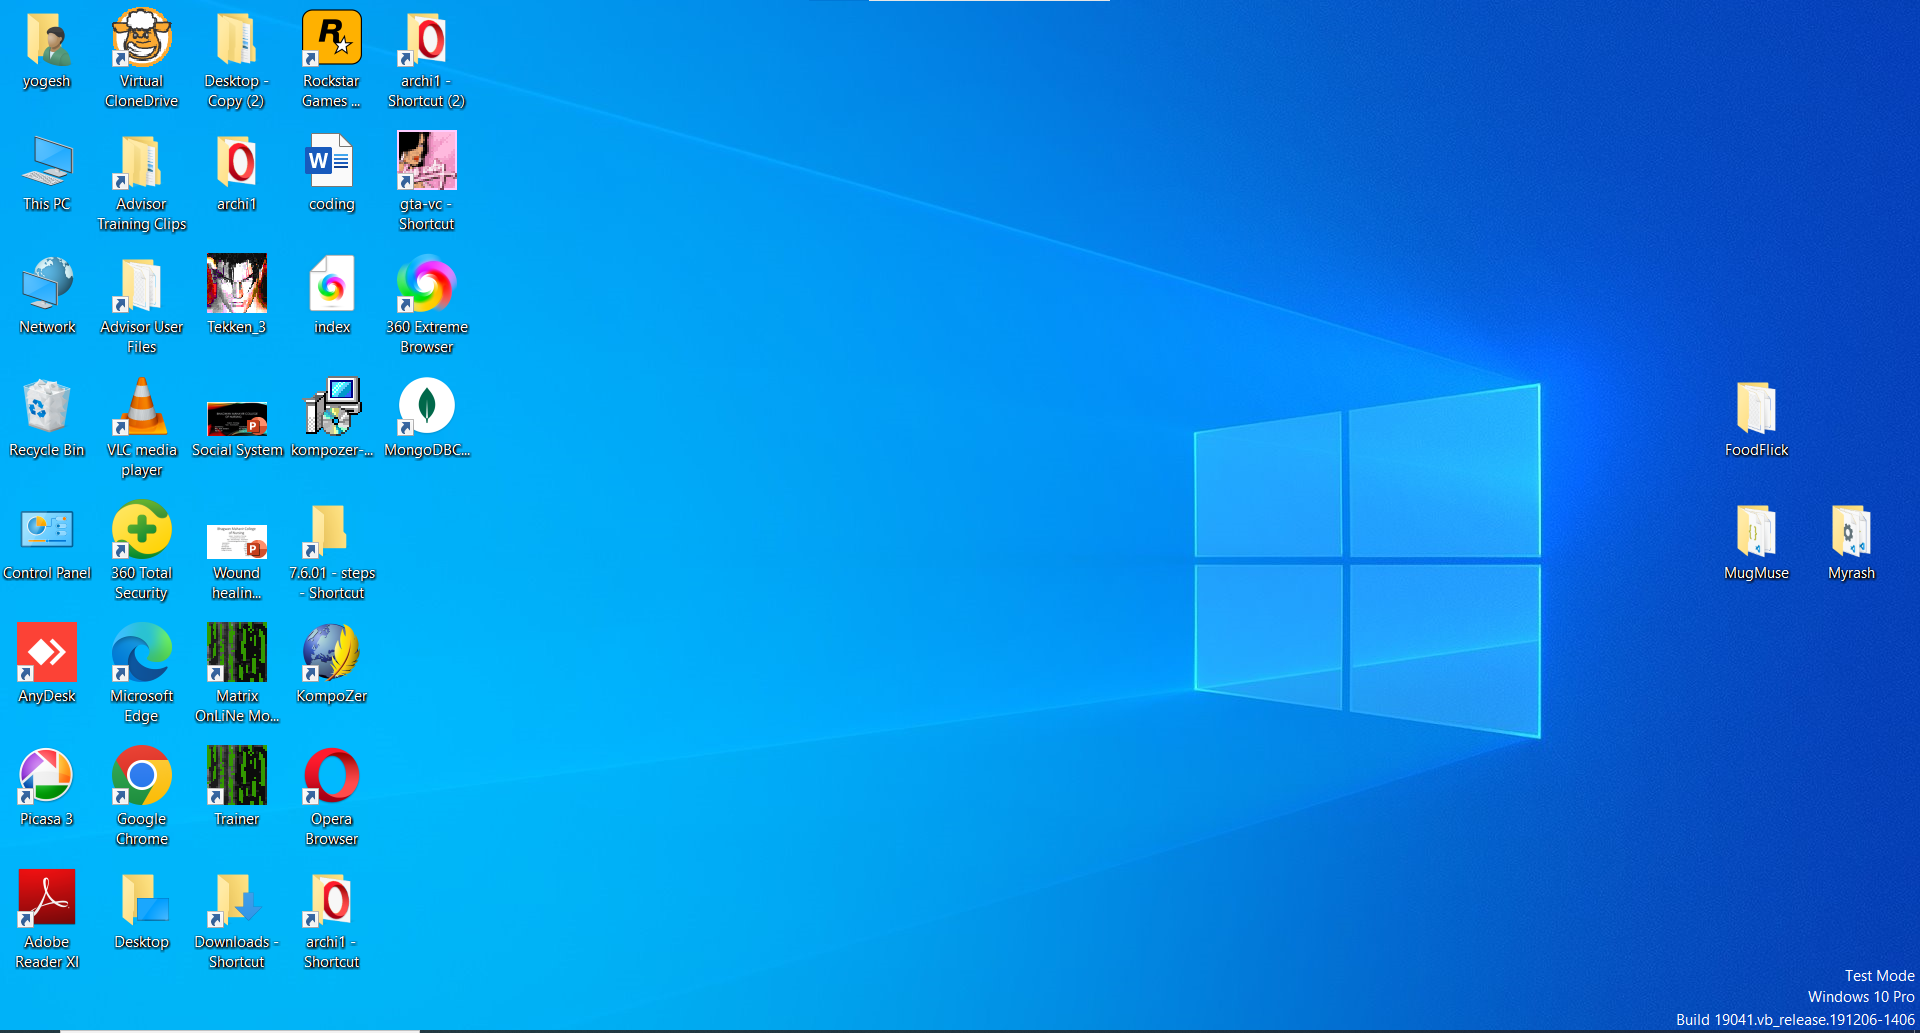 yogesh
Virtual
CloneDrive
Desktop -
Copy (2)
Rockstar
Games ...
archi1 -
Shortcut (2)
This PC
Advisor
Training Clips
archi1
coding
gta-vc -
Shortcut
Network
Advisor User
Files
Tekken_3
index
360 Extreme
Browser
Recycle Bin
VLC media
player
Social System
kompozer-...
MongoDBC...
FoodFlick
Control Panel
360 Total
Security
Wound
healin...
7.6.01 - steps
- Shortcut
MugMuse
Myrash
AnyDesk
Microsoft
Edge
Matrix
OnLiNe Mo...
KompoZer
Picasa 3
Google
Chrome
Trainer
Opera
Browser
Adobe
Reader XI
Desktop
Downloads -
Shortcut
archi1 -
Shortcut
Test Mode
Windows 10 Pro
Build 19041.vb_release.191206-1406